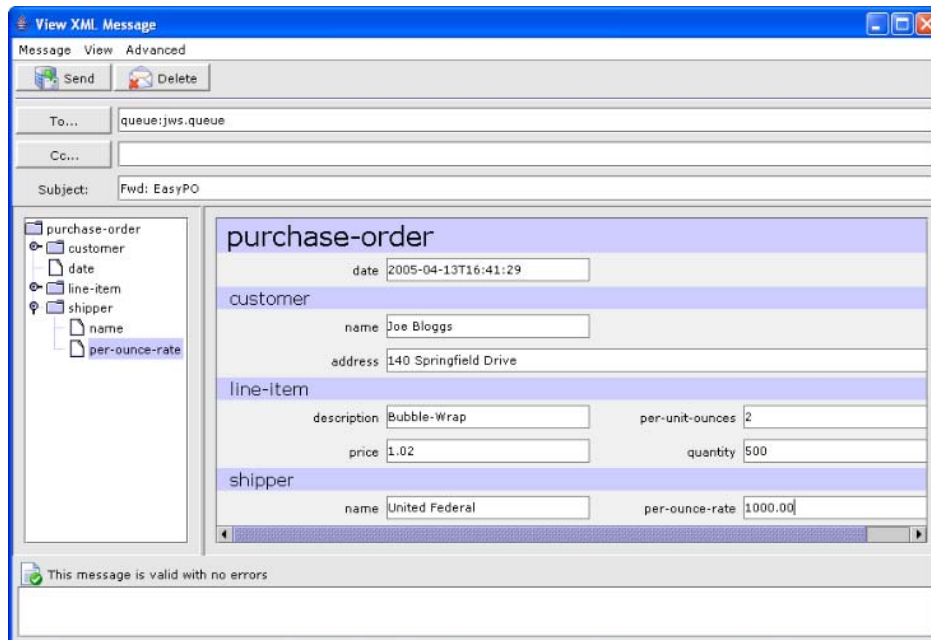 View XML Message
Message View Advanced
Send Delete
To... queue:jws.queue
Cc...
Subject: Fwd: EasyPO
purchase-order
customer
date
line-item
shipper
name
per-ounce-rate
purchase-order
date 2005-04-13T16:41:29
customer
name Joe Bloggs
address 140 Springfield Drive
line-item
description Bubble-Wrap per-unit-ounces 2
price 1.02 quantity 500
shipper
name United Federal per-ounce-rate 1000.00
This message is valid with no errors